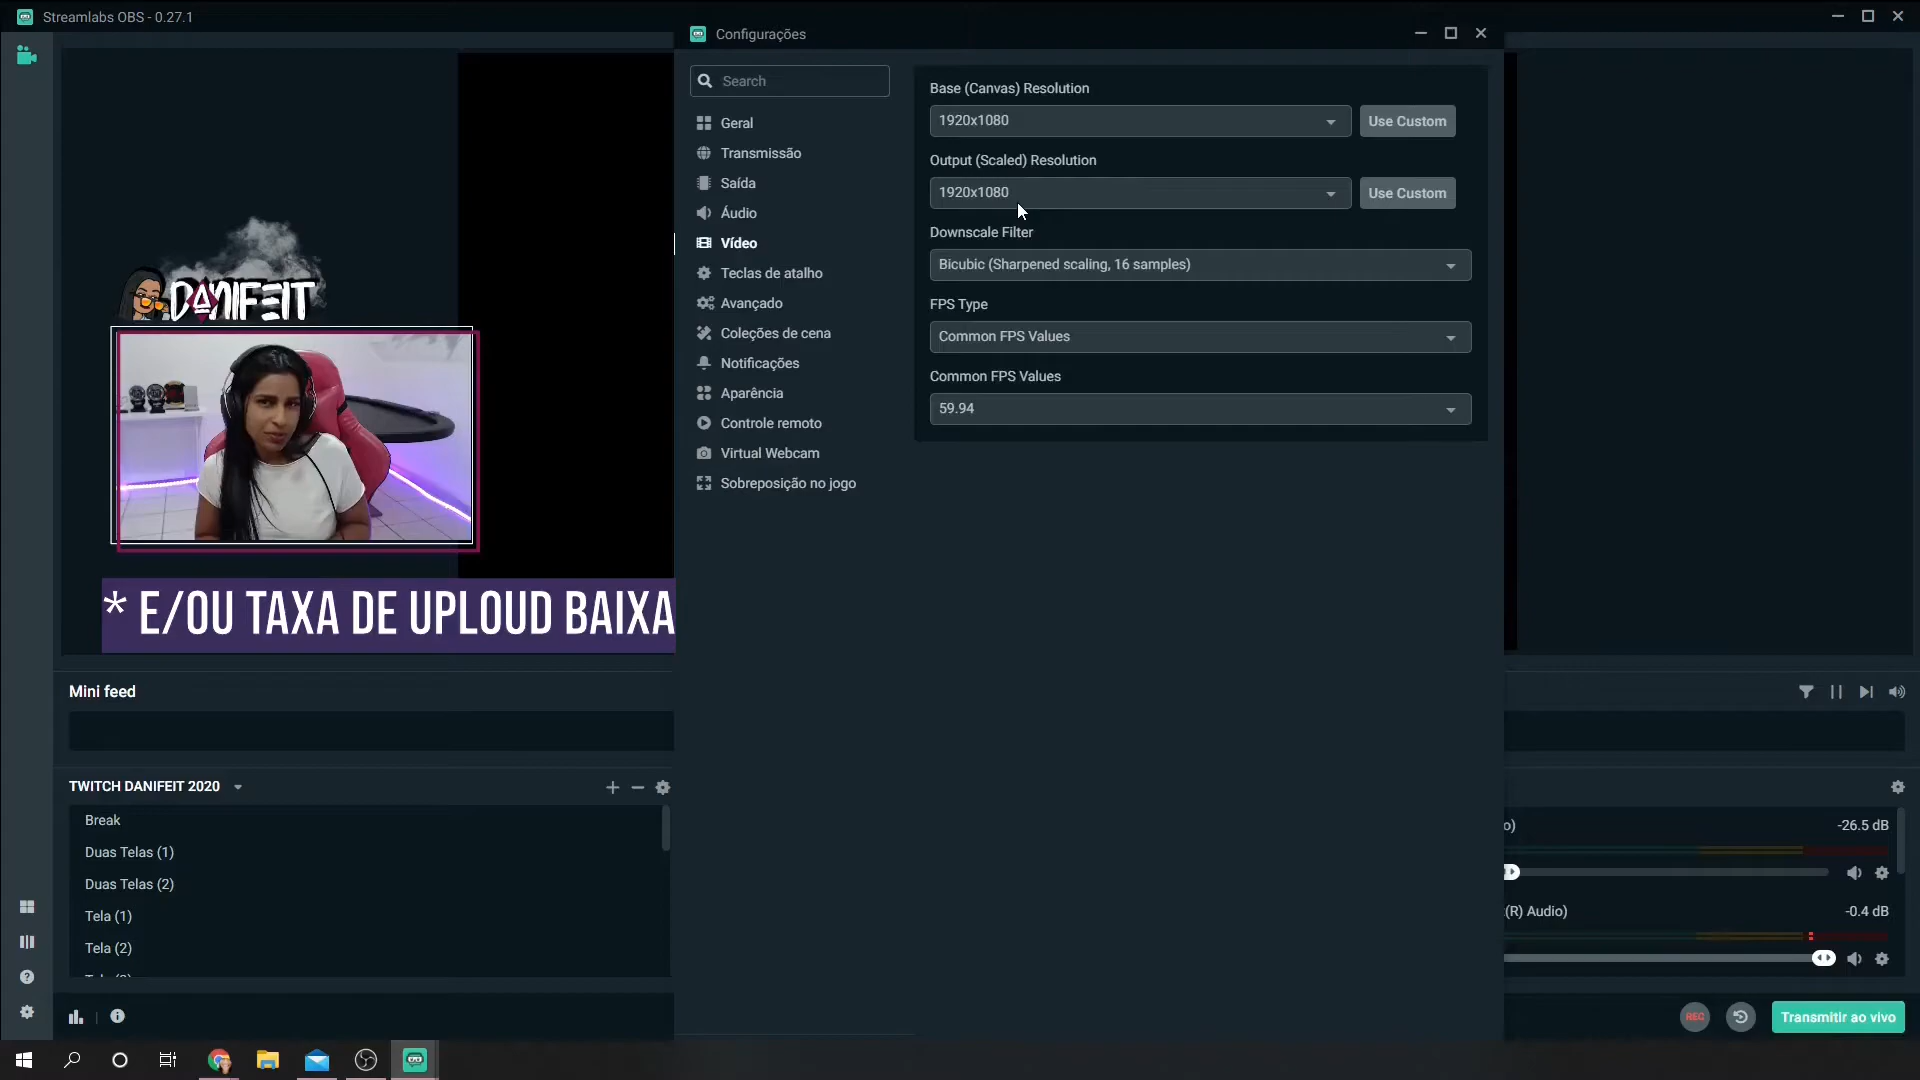 Streamlabs OBS - 0.27.1
Configurações
Search
Geral
Transmissão
Saída
Áudio
Vídeo
Teclas de atalho
Avançado
Coleções de cena
Notificações
Aparência
Controle remoto
Virtual Webcam
Sobreposição no jogo
Base (Canvas) Resolution
1920x1080
Use Custom
Output (Scaled) Resolution
1920x1080
Use Custom
Downscale Filter
Bicubic (Sharpened scaling, 16 samples)
FPS Type
Common FPS Values
Common FPS Values
59.94
DANIFEIT
* E/OU TAXA DE UPLOUD BAIXA
Mini feed
TWITCH DANIFEIT 2020
Break
Duas Telas (1)
Duas Telas (2)
Tela (1)
Tela (2)
o)
-26.5 dB
(R) Audio)
-0.4 dB
REC
Transmitir ao vivo